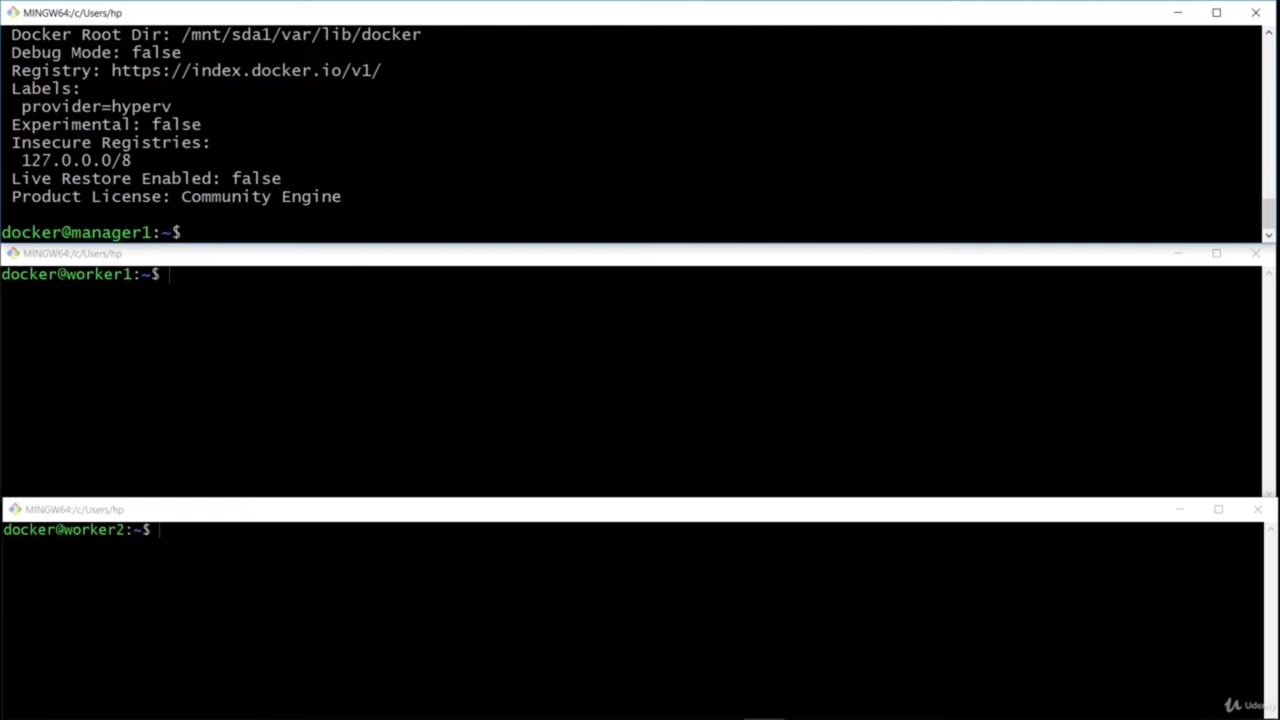 MINGW64:/c/Users/hp
Docker Root Dir: /mnt/sda1/var/lib/docker
Debug Mode: false
Registry: https://index.docker.io/v1/
Labels:
provider=hyperv
Experimental: false
Insecure Registries:
127.0.0.0/8
Live Restore Enabled: false
Product License: Community Engine
docker@manager1:~$
MINGW64:/c/Users/hp
docker@worker1:~$
MINGW64:/c/Users/hp
docker@worker2:~$
Udemy